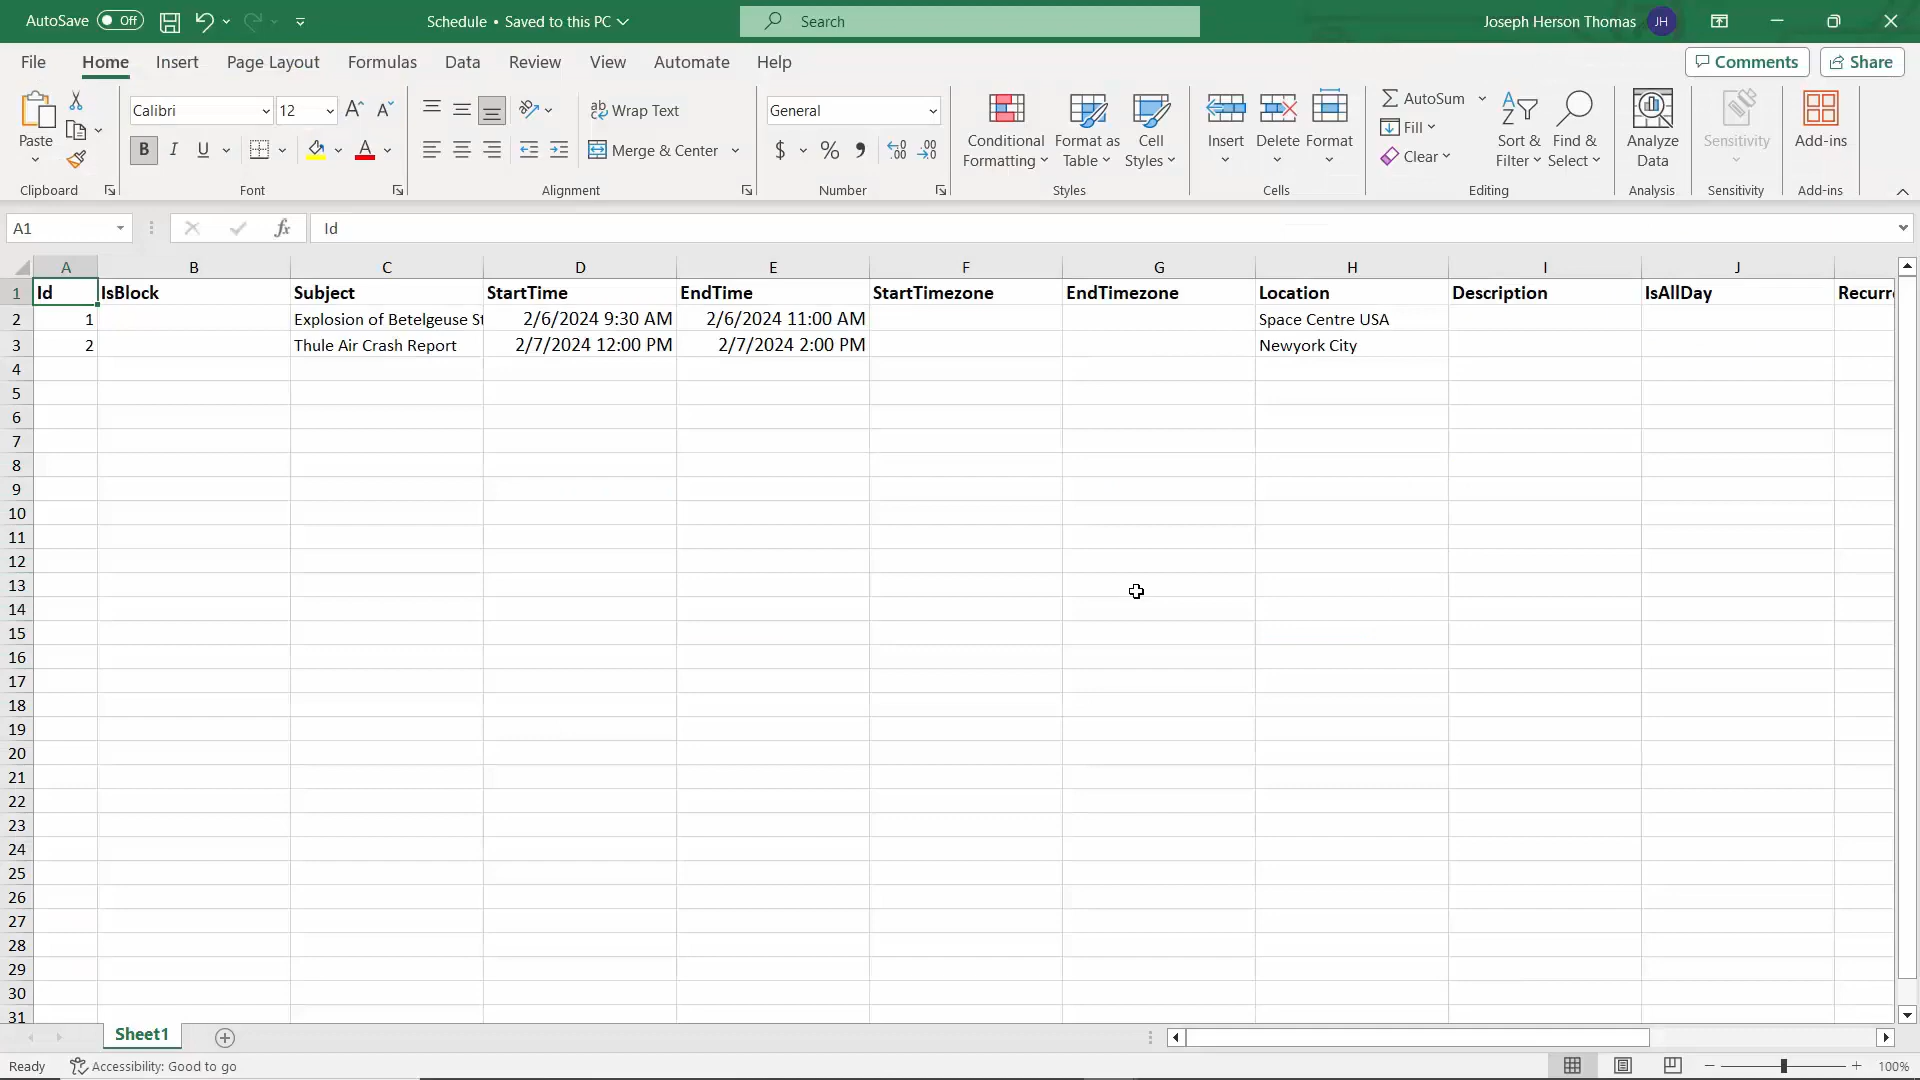 AutoSave Off Schedule • Saved to this PC Search Joseph Herson Thomas JH
File Home Insert Page Layout Formulas Data Review View Automate Help Comments Share
Paste Calibri 12 Wrap Text General Conditional Formatting Format as Table Cell Styles Insert Delete Format AutoSum Sort & Filter Find & Select Analyze Data Sensitivity Add-ins
B I U Merge & Center $ % Fill Clear
Clipboard Font Alignment Number Styles Cells Editing Analysis Sensitivity Add-ins
A1 fx Id
A B C D E F G H I J
1 Id IsBlock Subject StartTime EndTime StartTimezone EndTimezone Location Description IsAllDay Recurre
2 1 Explosion of Betelgeuse St 2/6/2024 9:30 AM 2/6/2024 11:00 AM Space Centre USA
3 2 Thule Air Crash Report 2/7/2024 12:00 PM 2/7/2024 2:00 PM Newyork City
4
5
6
7
8
9
10
11
12
13
14
15
16
17
18
19
20
21
22
23
24
25
26
27
28
29
30
31
Sheet1
Ready Accessibility: Good to go 100%